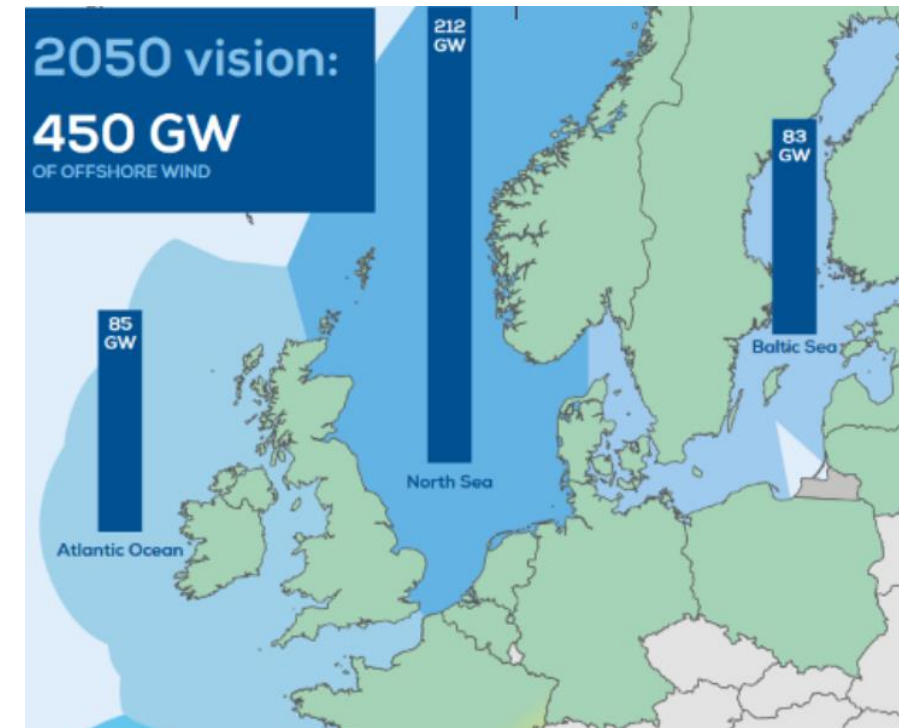 2050 vision:
450 GW
OF OFFSHORE WIND
212
GW
83
GW
Baltic Sea
85
GW
North Sea
Atlantic Ocean